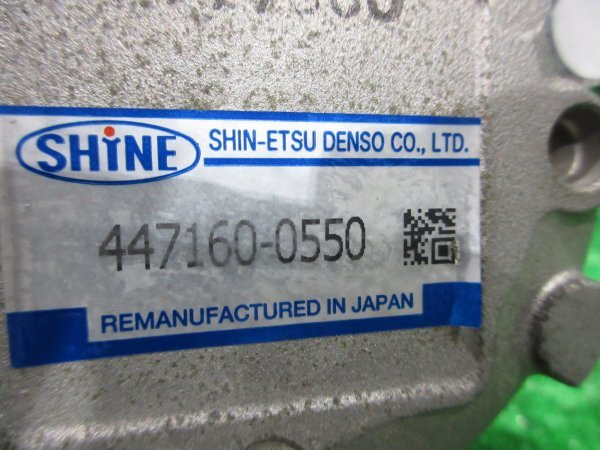 SHiNE
SHIN-ETSU DENSO CO., LTD.
447160-0550
REMANUFACTURED IN JAPAN